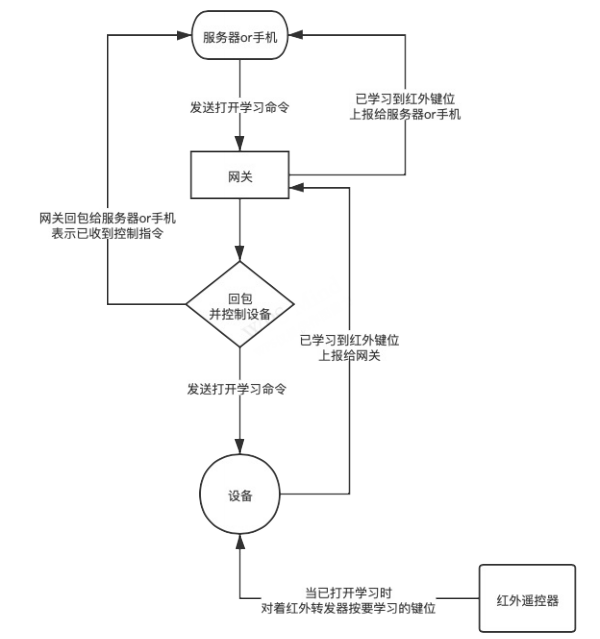 服务器or手机
发送打开学习命令
已学习到红外键位
上报给服务器or手机
网关
网关回包给服务器or手机
表示已收到控制指令
回包
并控制设备
已学习到红外键位
上报给网关
发送打开学习命令
设备
当已打开学习时
对着红外转发器按要学习的键位
红外遥控器